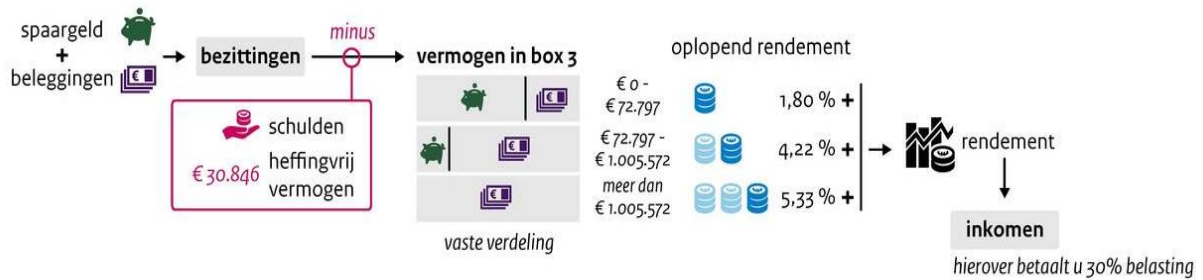 spaargeld
+
beleggingen
bezittingen
minus
schulden
€ 30.846
heffingvrij
vermogen
vermogen in box 3
vaste verdeling
oplopend rendement
€ 0 -
€ 72.797
1,80 % +
€ 72.797 -
€ 1.005.572
4,22 % +
meer dan
€ 1.005.572
5,33 % +
rendement
inkomen
hierover betaalt u 30% belasting